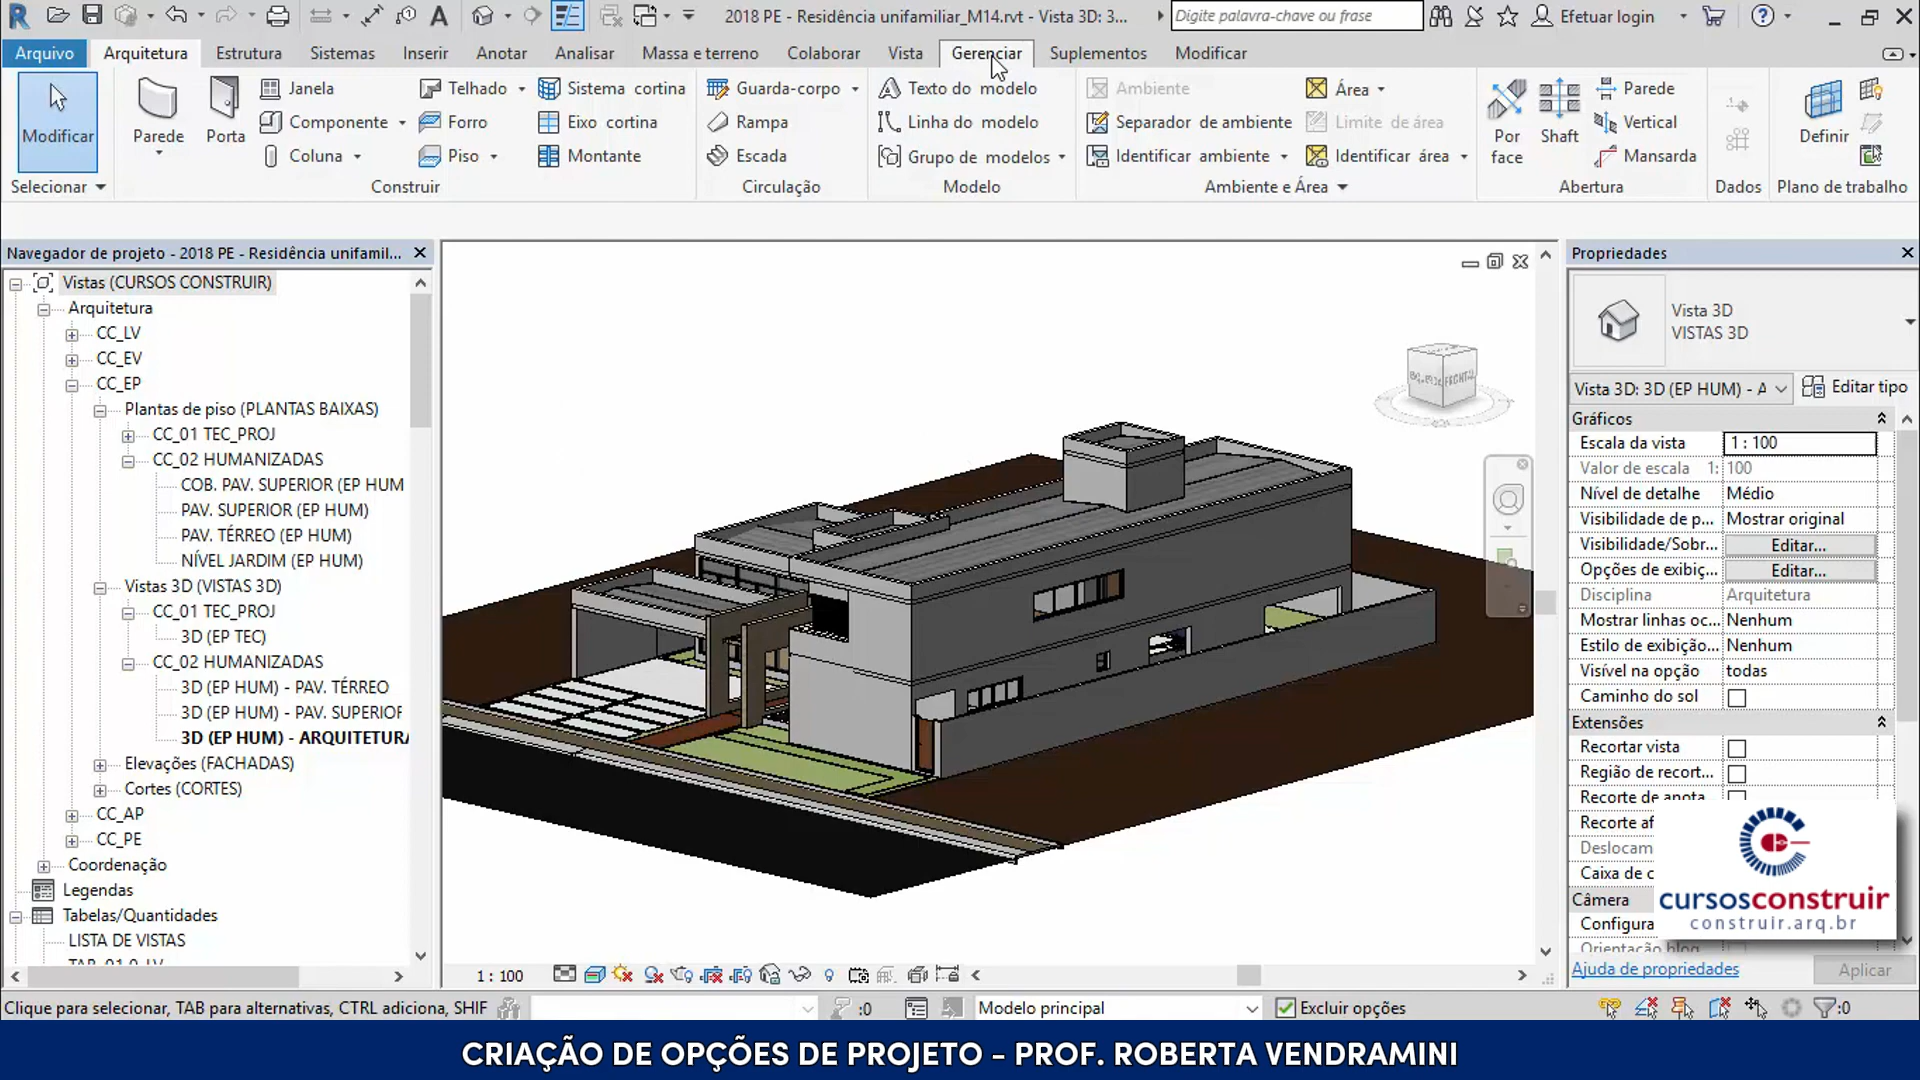 2018 PE - Residência unifamiliar_M14.rvt - Vista 3D: 3...
Digite palavra-chave ou frase
Efetuar login
Arquivo
Arquitetura
Estrutura
Sistemas
Inserir
Anotar
Analisar
Massa e terreno
Colaborar
Vista
Gerenciar
Suplementos
Modificar
Modificar
Selecionar
Parede
Porta
Janela
Componente
Coluna
Telhado
Forro
Piso
Sistema cortina
Eixo cortina
Montante
Construir
Guarda-corpo
Rampa
Escada
Circulação
Texto do modelo
Linha do modelo
Grupo de modelos
Modelo
Ambiente
Separador de ambiente
Identificar ambiente
Área
Limite de área
Identificar área
Ambiente e Área
Por
face
Shaft
Parede
Vertical
Mansarda
Abertura
Dados
Definir
Plano de trabalho
Navegador de projeto - 2018 PE - Residência unifamil...
Vistas (CURSOS CONSTRUIR)
Arquitetura
CC_LV
CC_EV
CC_EP
Plantas de piso (PLANTAS BAIXAS)
CC_01 TEC_PROJ
CC_02 HUMANIZADAS
COB. PAV. SUPERIOR (EP HUM
PAV. SUPERIOR (EP HUM)
PAV. TÉRREO (EP HUM)
NÍVEL JARDIM (EP HUM)
Vistas 3D (VISTAS 3D)
CC_01 TEC_PROJ
3D (EP TEC)
CC_02 HUMANIZADAS
3D (EP HUM) - PAV. TÉRREO
3D (EP HUM) - PAV. SUPERIOR
3D (EP HUM) - ARQUITETURA
Elevações (FACHADAS)
Cortes (CORTES)
CC_AP
CC_PE
Coordenação
Legendas
Tabelas/Quantidades
LISTA DE VISTAS
FRONTAL
Propriedades
Vista 3D
VISTAS 3D
Vista 3D: 3D (EP HUM) - A
Editar tipo
Gráficos
Escala da vista 1 : 100
Valor de escala 1: 100
Nível de detalhe Médio
Visibilidade de p... Mostrar original
Visibilidade/Sobr... Editar...
Opções de exibiç... Editar...
Disciplina Arquitetura
Mostrar linhas oc... Nenhum
Estilo de exibição... Nenhum
Visível na opção todas
Caminho do sol
Extensões
Recortar vista
Região de recort...
Recorte de anota
Recorte af
Deslocam
Caixa de c
Câmera
Configura
cursosconstruir
construir.arq.br
Ajuda de propriedades
Aplicar
1 : 100
Clique para selecionar, TAB para alternativas, CTRL adiciona, SHIF
:0
Modelo principal
Excluir opções
:0
CRIAÇÃO DE OPÇÕES DE PROJETO - PROF. ROBERTA VENDRAMINI